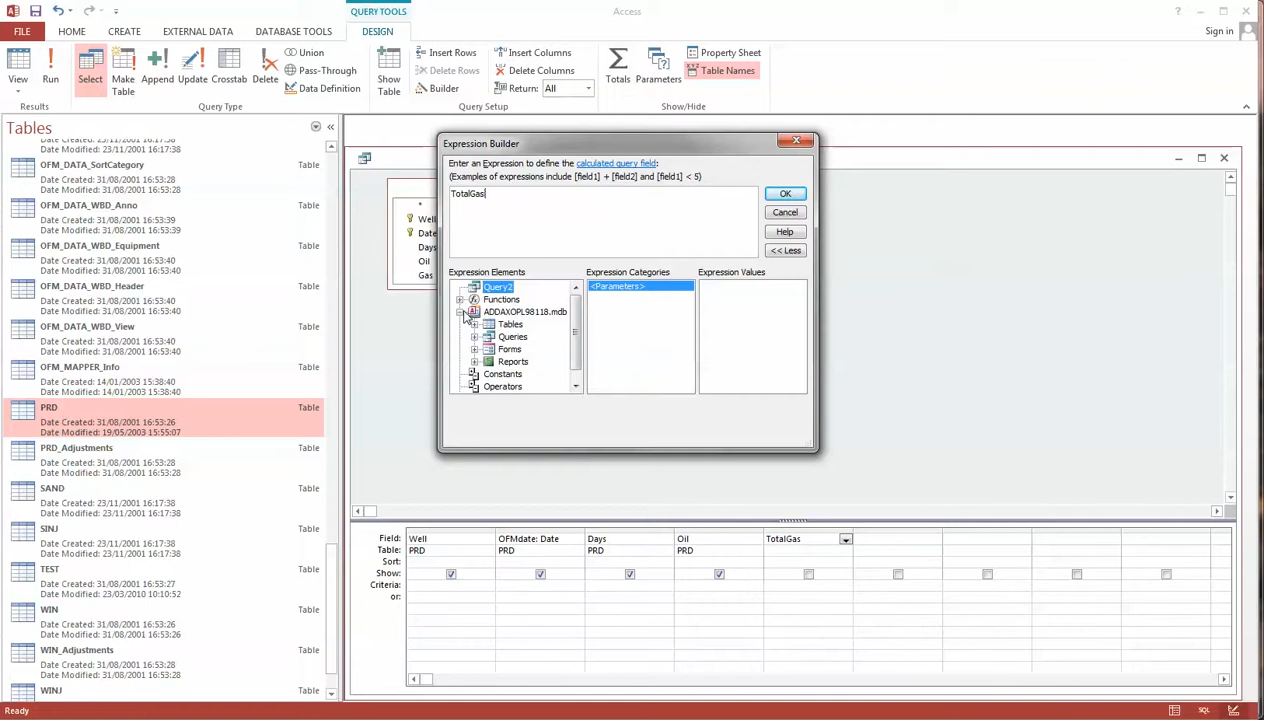 QUERY TOOLS
Access
FILE
HOME
CREATE
EXTERNAL DATA
DATABASE TOOLS
DESIGN
Sign in
View
Run
Select
Make Table
Append
Update
Crosstab
Delete
Union
Pass-Through
Data Definition
Show Table
Insert Rows
Delete Rows
Builder
Insert Columns
Delete Columns
Return: All
Totals
Parameters
Property Sheet
Table Names
Results
Query Type
Query Setup
Show/Hide
Tables
Date Modified: 23/11/2001 16:17:38
OFM_DATA_SortCategory Table
Date Created: 23/11/2001 16:17:38
Date Modified: 23/11/2001 16:17:38
OFM_DATA_WBD_Anno Table
Date Created: 31/08/2001 16:53:39
Date Modified: 31/08/2001 16:53:39
OFM_DATA_WBD_Equipment Table
Date Created: 31/08/2001 16:53:40
Date Modified: 31/08/2001 16:53:40
OFM_DATA_WBD_Header Table
Date Created: 31/08/2001 16:53:40
Date Modified: 31/08/2001 16:53:40
OFM_DATA_WBD_View Table
Date Created: 31/08/2001 16:53:40
Date Modified: 31/08/2001 16:53:40
OFM_MAPPER_Info Table
Date Created: 14/01/2003 15:38:40
Date Modified: 14/01/2003 15:38:40
PRD Table
Date Created: 31/08/2001 16:53:26
Date Modified: 19/05/2003 15:55:07
PRD_Adjustments Table
Date Created: 31/08/2001 16:53:28
Date Modified: 31/08/2001 16:53:28
SAND Table
Date Created: 23/11/2001 16:17:38
Date Modified: 23/11/2001 16:17:38
SINJ Table
Date Created: 23/11/2001 16:17:38
Date Modified: 23/11/2001 16:17:38
TEST Table
Date Created: 31/08/2001 16:53:27
Date Modified: 23/03/2010 10:10:52
WIN Table
Date Created: 31/08/2001 16:53:26
Date Modified: 31/08/2001 16:53:26
WIN_Adjustments Table
Date Created: 31/08/2001 16:53:28
Date Modified: 31/08/2001 16:53:28
WINJ Table
*
Well
Date
Days
Oil
Gas
Expression Builder
Enter an Expression to define the calculated query field:
(Examples of expressions include [field1] + [field2] and [field1] < 5)
TotalGas
OK
Cancel
Help
<< Less
Expression Elements
Expression Categories
Expression Values
Query2
Functions
ADDAXOPL98118.mdb
Tables
Queries
Forms
Reports
Constants
Operators
<Parameters>
Field: Well OFMdate: Date Days Oil TotalGas
Table: PRD PRD PRD PRD
Sort:
Show:
Criteria:
or:
Ready
SQL